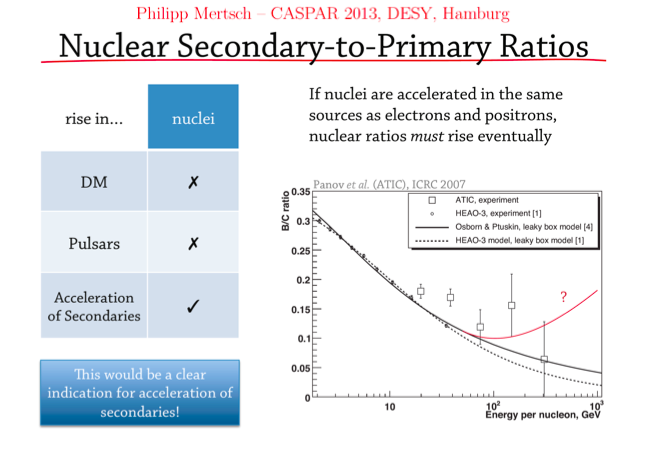 Philipp Mertsch – CASPAR 2013, DESY, Hamburg
Nuclear Secondary-to-Primary Ratios
rise in...
nuclei
DM
✗
Pulsars
✗
Acceleration
of Secondaries
✓
This would be a clear
indication for acceleration of
secondaries!
If nuclei are accelerated in the same
sources as electrons and positrons,
nuclear ratios must rise eventually
Panov et al. (ATIC), ICRC 2007
B/C ratio
0.35
0.3
0.25
0.2
0.15
0.1
0.05
0
ATIC, experiment
HEAO-3, experiment [1]
Osborn & Ptuskin, leaky box model [4]
HEAO-3 model, leaky box model [1]
?
10
10²
10³
Energy per nucleon, GeV